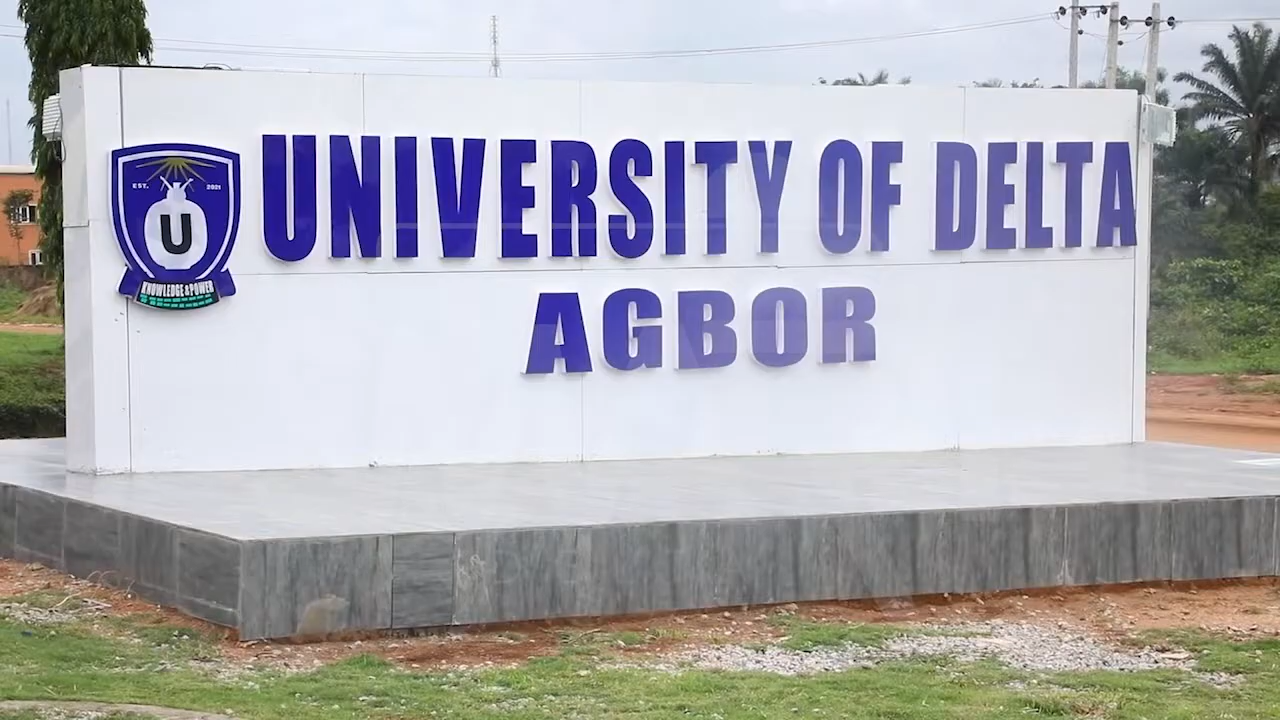 UNIVERSITY OF DELTA
AGBOR
EST. 2021
U
KNOWLEDGE & POWER